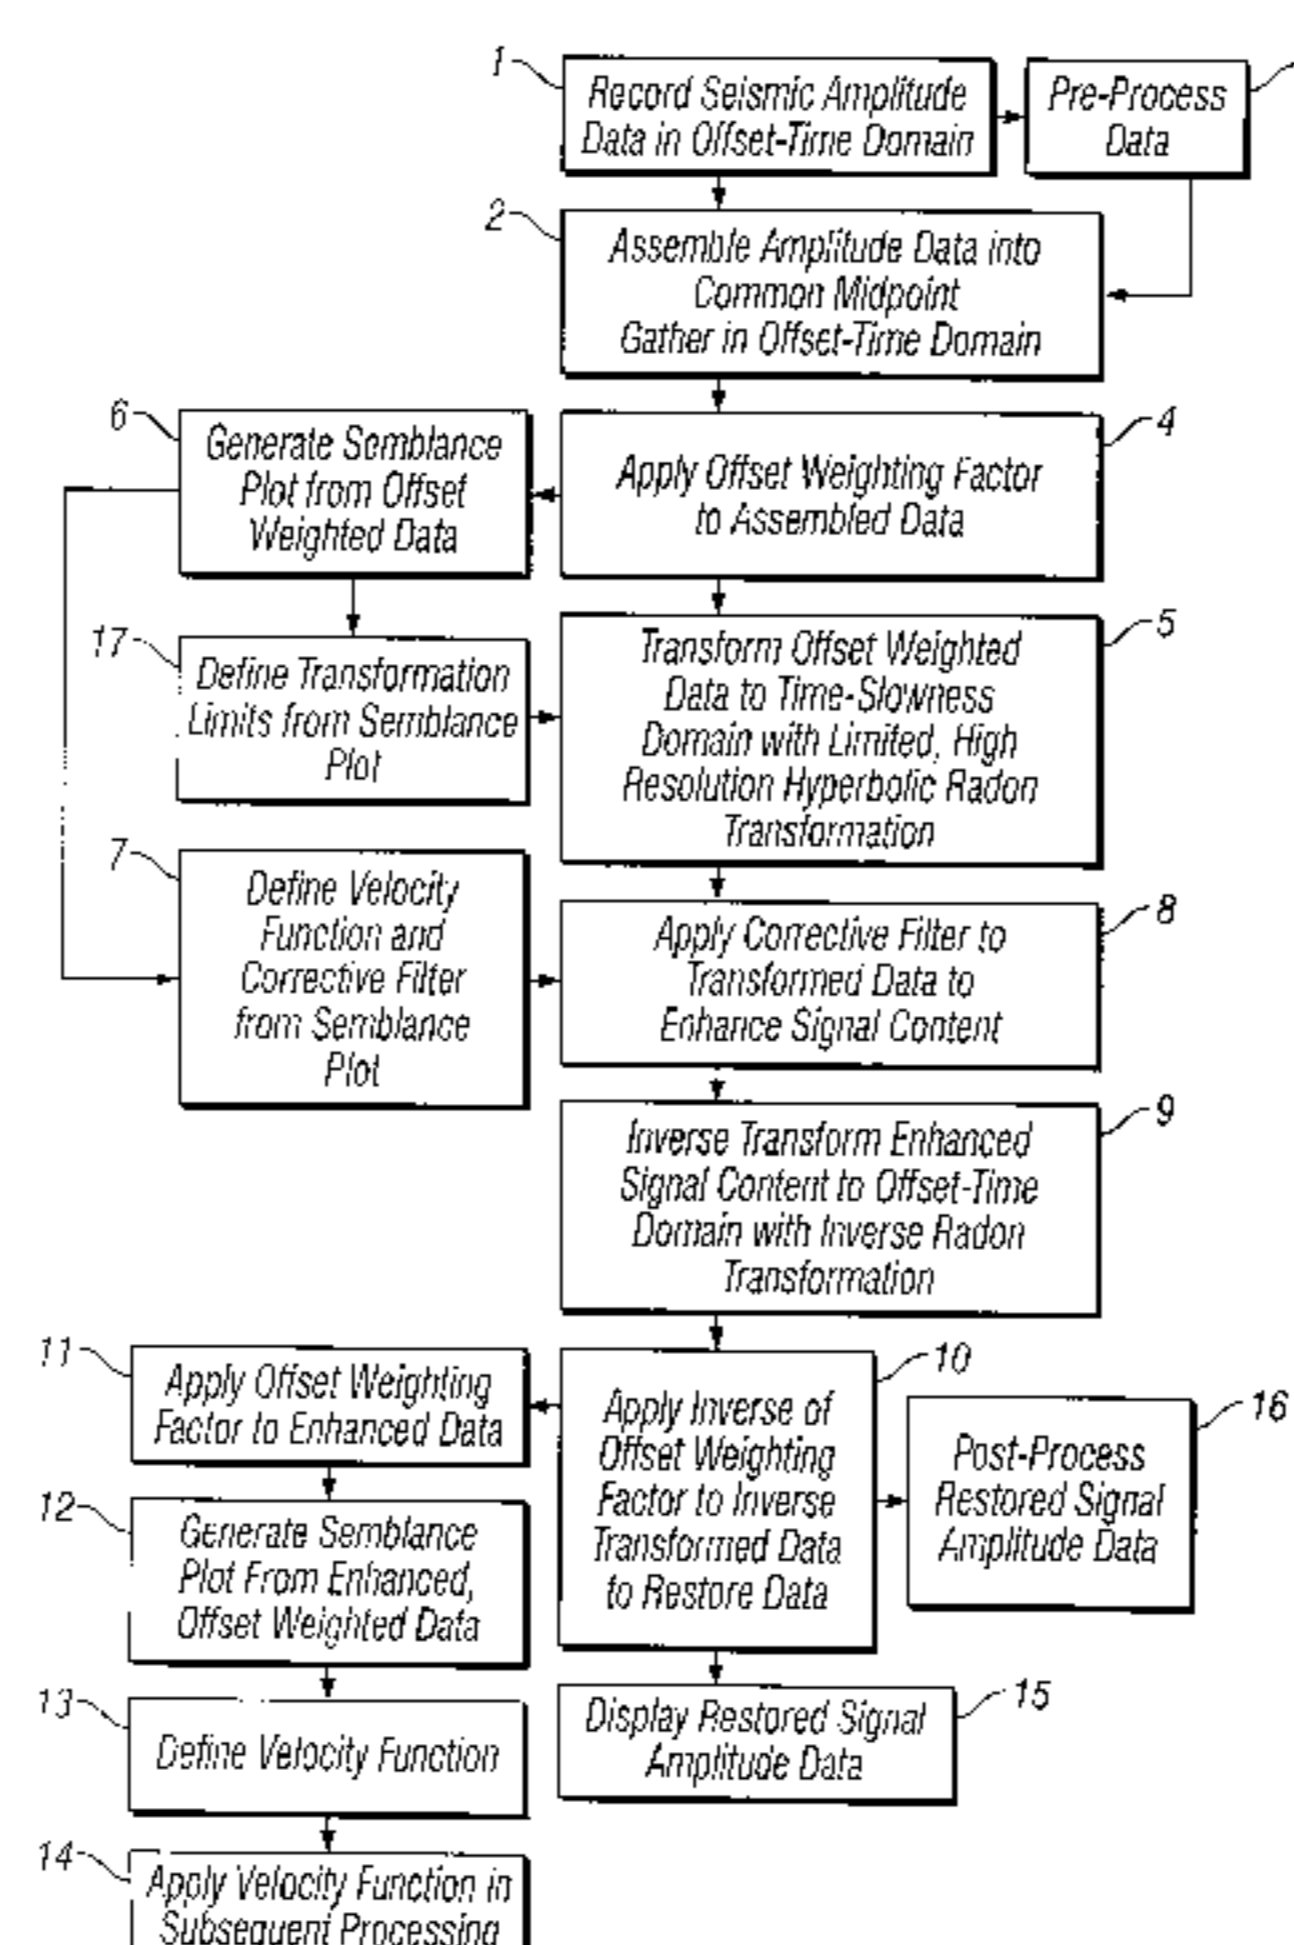 1
Record Seismic Amplitude
Data in Offset-Time Domain
Pre-Process
Data
2
Assemble Amplitude Data into
Common Midpoint
Gather in Offset-Time Domain
6
Generate Semblance
Plot from Offset
Weighted Data
4
Apply Offset Weighting Factor
to Assembled Data
17
Define Transformation
Limits from Semblance
Plot
5
Transform Offset Weighted
Data to Time-Slowness
Domain with Limited, High
Resolution Hyperbolic Radon
Transformation
7
Define Velocity
Function and
Corrective Filter
from Semblance
Plot
8
Apply Corrective Filter to
Transformed Data to
Enhance Signal Content
9
Inverse Transform Enhanced
Signal Content to Offset-Time
Domain with Inverse Radon
Transformation
11
Apply Offset Weighting
Factor to Enhanced Data
10
Apply Inverse of
Offset Weighting
Factor to Inverse
Transformed Data
to Restore Data
16
Post-Process
Restored Signal
Amplitude Data
12
Generate Semblance
Plot From Enhanced,
Offset Weighted Data
13
Define Velocity Function
15
Display Restored Signal
Amplitude Data
14
Apply Velocity Function in
Subsequent Processing